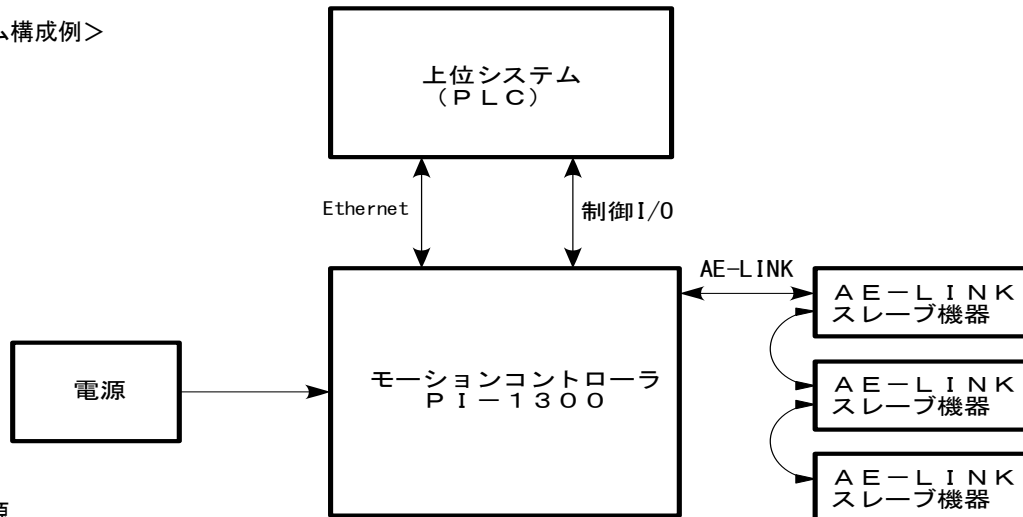 ム構成例＞
上位システム
（ＰＬＣ）
Ethernet
制御I/O
AE-LINK
ＡＥ－ＬＩＮＫ
スレーブ機器
電源
モーションコントローラ
ＰＩ－１３００
ＡＥ－ＬＩＮＫ
スレーブ機器
ＡＥ－ＬＩＮＫ
スレーブ機器